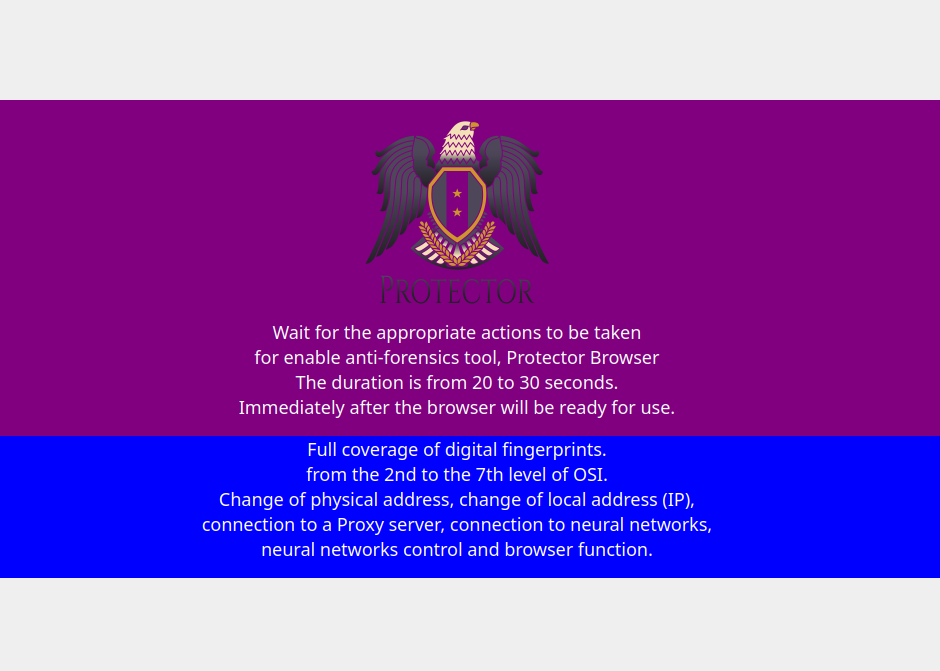 PROTECTOR
Wait for the appropriate actions to be taken
for enable anti-forensics tool, Protector Browser
The duration is from 20 to 30 seconds.
Immediately after the browser will be ready for use.
Full coverage of digital fingerprints.
from the 2nd to the 7th level of OSI.
Change of physical address, change of local address (IP),
connection to a Proxy server, connection to neural networks,
neural networks control and browser function.